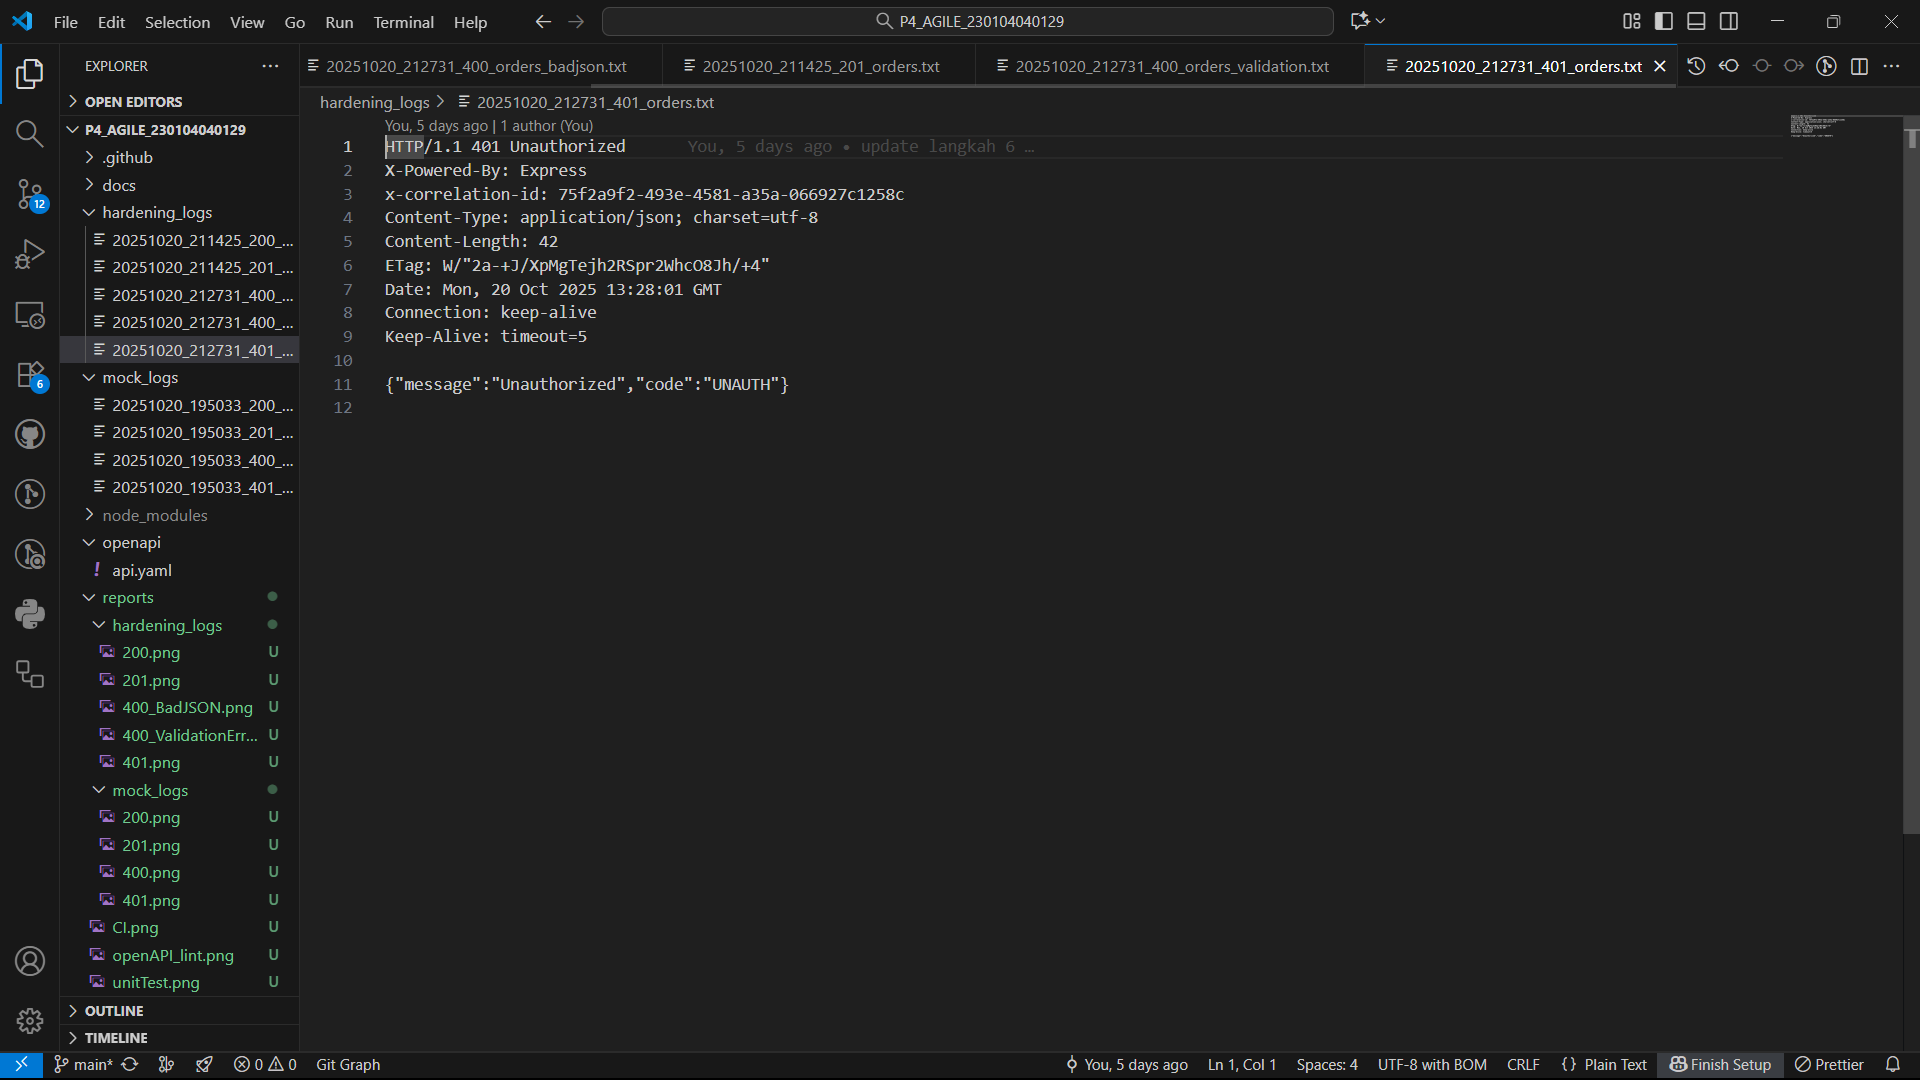 File Edit Selection View Go Run Terminal Help
P4_AGILE_230104040129
EXPLORER
20251020_212731_400_orders_badjson.txt
20251020_211425_201_orders.txt
20251020_212731_400_orders_validation.txt
20251020_212731_401_orders.txt
OPEN EDITORS
P4_AGILE_230104040129
.github
docs
hardening_logs
20251020_211425_200_...
20251020_211425_201_...
20251020_212731_400_...
20251020_212731_400_...
20251020_212731_401_...
mock_logs
20251020_195033_200_...
20251020_195033_201_...
20251020_195033_400_...
20251020_195033_401_...
node_modules
openapi
! api.yaml
reports
hardening_logs
200.png U
201.png U
400_BadJSON.png U
400_ValidationErr... U
401.png U
mock_logs
200.png U
201.png U
400.png U
401.png U
CI.png U
openAPI_lint.png U
unitTest.png U
OUTLINE
TIMELINE
12
6
hardening_logs > 20251020_212731_401_orders.txt
You, 5 days ago | 1 author (You)
1 HTTP/1.1 401 Unauthorized You, 5 days ago • update langkah 6 …
2 X-Powered-By: Express
3 x-correlation-id: 75f2a9f2-493e-4581-a35a-066927c1258c
4 Content-Type: application/json; charset=utf-8
5 Content-Length: 42
6 ETag: W/"2a-+J/XpMgTejh2RSpr2WhcO8Jh/+4"
7 Date: Mon, 20 Oct 2025 13:28:01 GMT
8 Connection: keep-alive
9 Keep-Alive: timeout=5
10
11 {"message":"Unauthorized","code":"UNAUTH"}
12
main* 0 0 Git Graph
You, 5 days ago Ln 1, Col 1 Spaces: 4 UTF-8 with BOM CRLF {} Plain Text Finish Setup Prettier